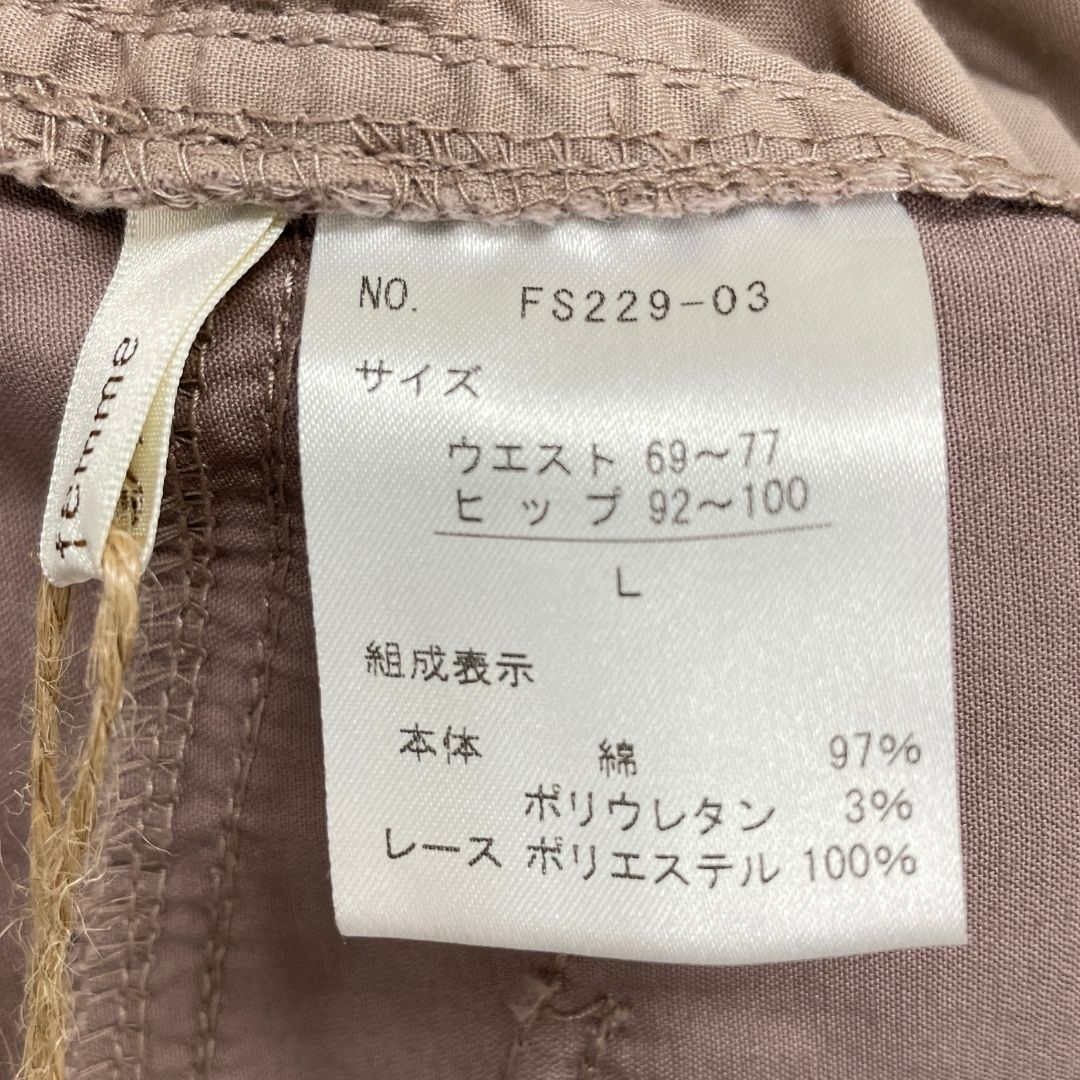 femme
NO. FS229-03
サイズ
ウエスト 69〜77
ヒップ 92〜100
L
組成表示
本体 綿 97%
ポリウレタン 3%
レース ポリエステル 100%